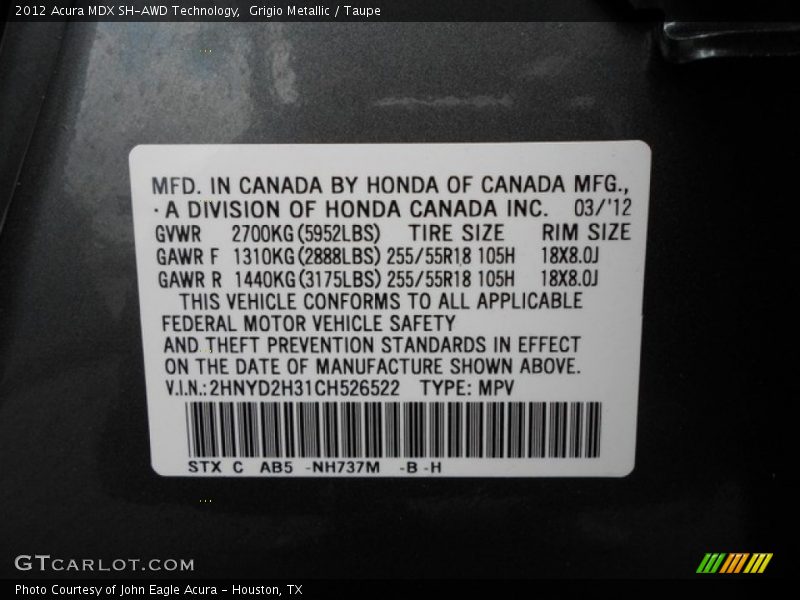 2012 Acura MDX SH-AWD Technology,  Grigio Metallic / Taupe
MFD. IN CANADA BY HONDA OF CANADA MFG.,
A DIVISION OF HONDA CANADA INC.  03/'12
GVWR  2700KG(5952LBS)  TIRE SIZE  RIM SIZE
GAWR F  1310KG(2888LBS) 255/55R18 105H  18X8.0J
GAWR R  1440KG(3175LBS) 255/55R18 105H  18X8.0J
THIS VEHICLE CONFORMS TO ALL APPLICABLE
FEDERAL MOTOR VEHICLE SAFETY
AND THEFT PREVENTION STANDARDS IN EFFECT
ON THE DATE OF MANUFACTURE SHOWN ABOVE.
V.I.N.: 2HNYD2H31CH526522  TYPE: MPV
STX  C  AB5  -NH737M  -B -H
GTCARLOT.COM
Photo Courtesy of John Eagle Acura - Houston, TX